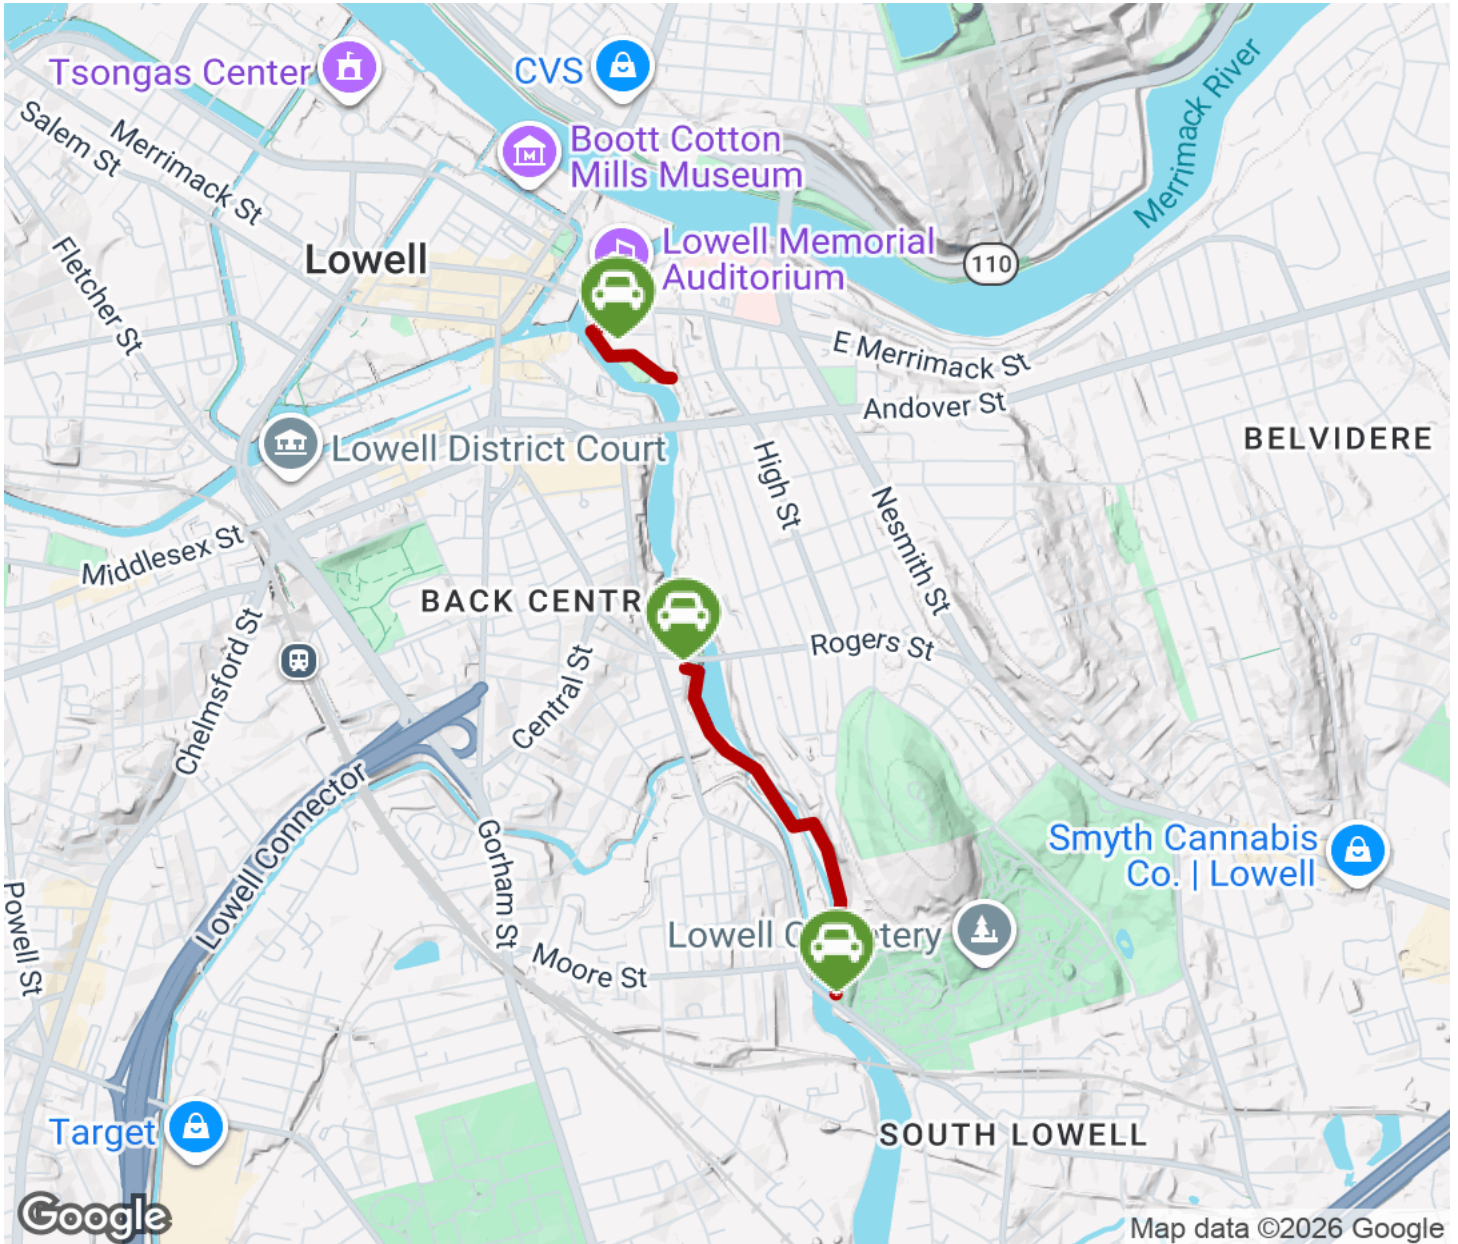 Tsongas Center
CVS
Merrimack River
Salem St
Merrimack St
Boott Cotton
Mills Museum
Fletcher St
Lowell
Lowell Memorial
Auditorium
110
E Merrimack St
Andover St
BELVIDERE
Lowell District Court
High St
Nesmith St
Middlesex St
BACK CENTR
Rogers St
Chelmsford St
Central St
Lowell Connector
Gorham St
Smyth Cannabis
Co. | Lowell
Powell St
Lowell C etery
Moore St
Target
SOUTH LOWELL
Google
Map data ©2026 Google